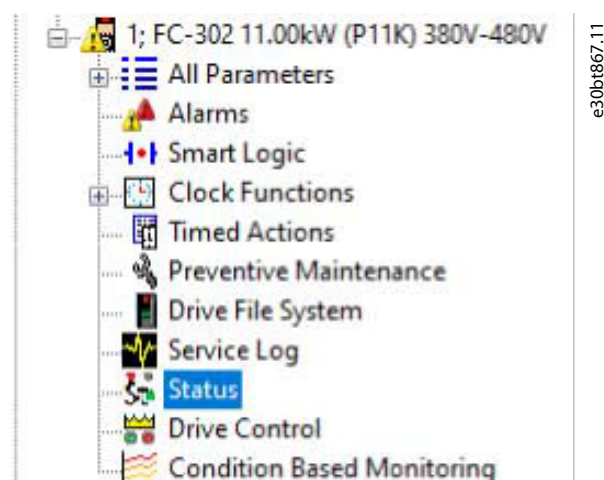 1; FC-302 11.00kW (P11K) 380V-480V
All Parameters
Alarms
Smart Logic
Clock Functions
Timed Actions
Preventive Maintenance
Drive File System
Service Log
Status
Drive Control
Condition Based Monitoring
e30bt867.11